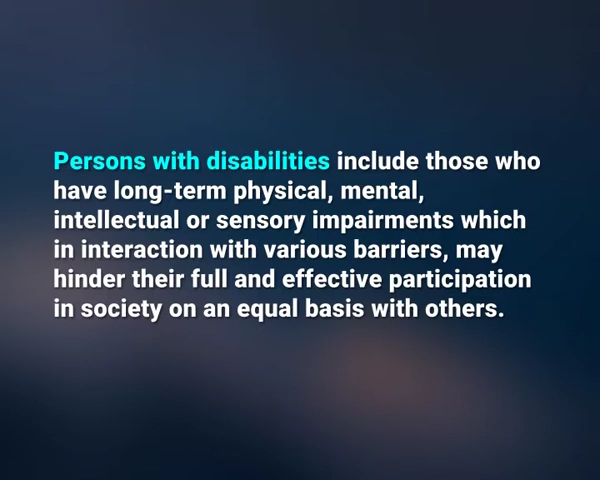 Persons with disabilities include those who
have long-term physical, mental,
intellectual or sensory impairments which
in interaction with various barriers, may
hinder their full and effective participation
in society on an equal basis with others.